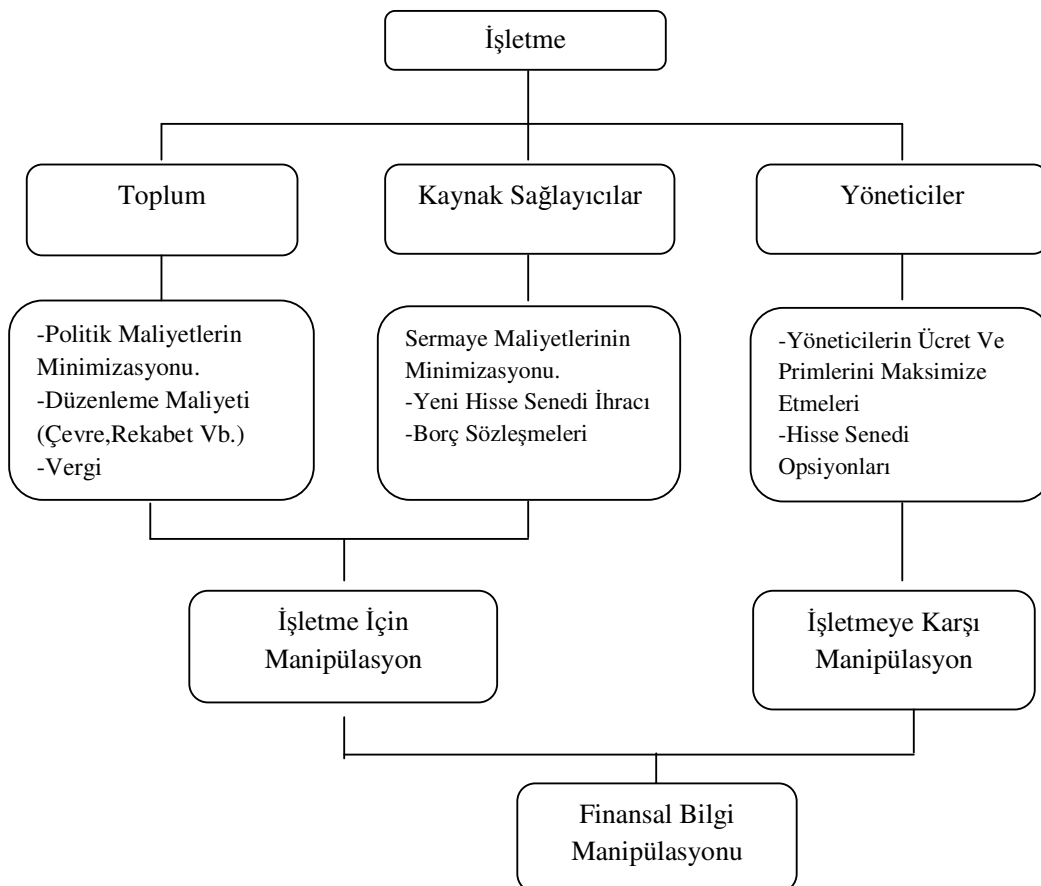 İşletme
Toplum
Kaynak Sağlayıcılar
Yöneticiler
-Politik Maliyetlerin
Minimizasyonu.
-Düzenleme Maliyeti
(Çevre,Rekabet Vb.)
-Vergi
Sermaye Maliyetlerinin
Minimizasyonu.
-Yeni Hisse Senedi İhracı
-Borç Sözleşmeleri
-Yöneticilerin Ücret Ve
Primlerini Maksimize
Etmeleri
-Hisse Senedi
Opsiyonları
İşletme İçin
Manipülasyon
İşletmeye Karşı
Manipülasyon
Finansal Bilgi
Manipülasyonu